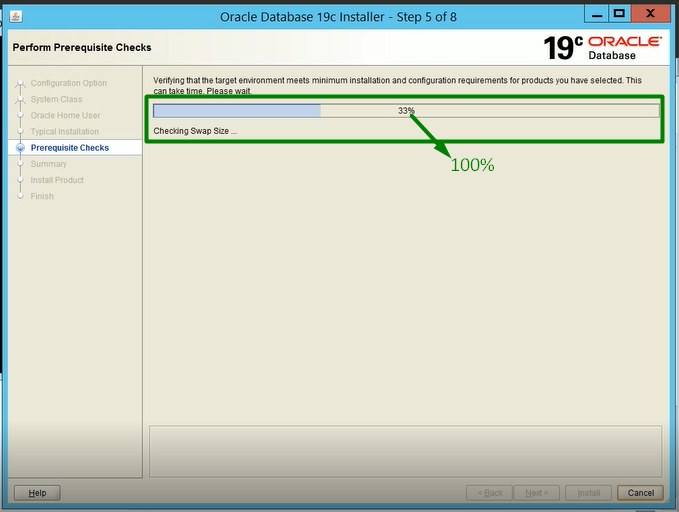 Oracle Database 19c Installer - Step 5 of 8
X
Perform Prerequisite Checks
19c ORACLE
Database
Configuration Option
System Class
Oracle Home User
Typical Installation
Prerequisite Checks
Summary
Install Product
Finish
Verifying that the target environment meets minimum installation and configuration requirements for products you have selected. This
can take time. Please wait.
33%
Checking Swap Size ...
100%
Help
< Back
Next >
Install
Cancel